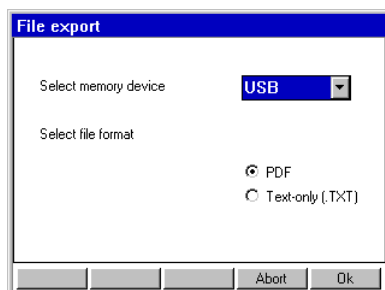 File export
Select memory device
USB
Select file format
PDF
Text-only (.TXT)
Abort
Ok